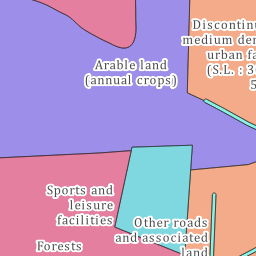 Discontinu
medium den
urban fa
(S.L. : 3
5
Arable land
(annual crops)
Sports and
leisure
facilities
Other roads
and associated
land
Forests